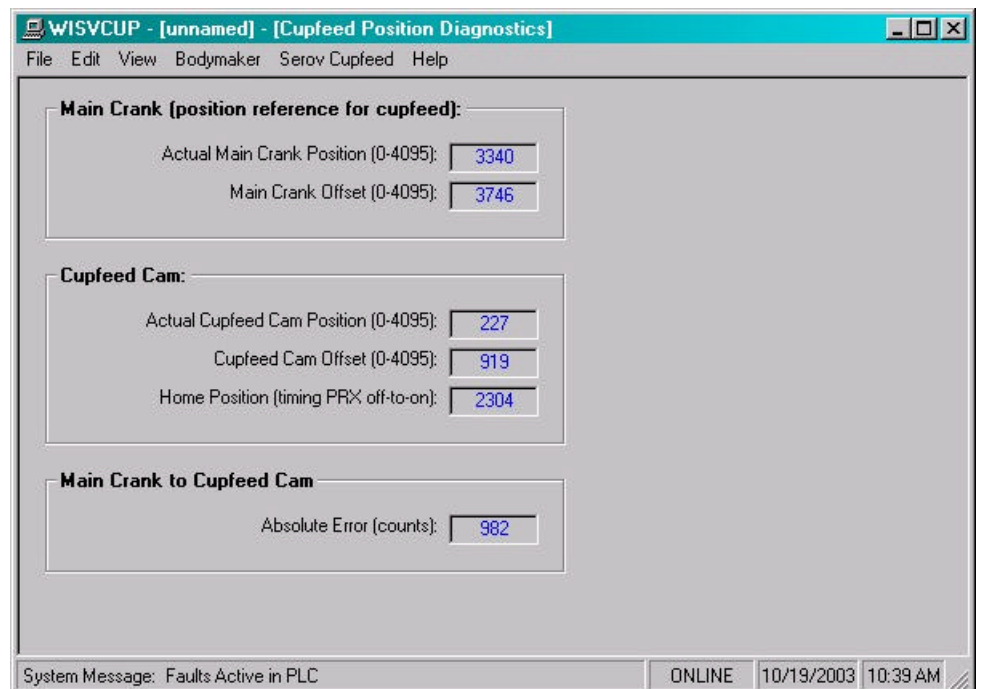 WISVCUP - [unnamed] - [Cupfeed Position Diagnostics]
File Edit View Bodymaker Serov Cupfeed Help
Main Crank (position reference for cupfeed):
Actual Main Crank Position (0-4095): 3340
Main Crank Offset (0-4095): 3746
Cupfeed Cam:
Actual Cupfeed Cam Position (0-4095): 227
Cupfeed Cam Offset (0-4095): 919
Home Position (timing PRX off-to-on): 2304
Main Crank to Cupfeed Cam
Absolute Error (counts): 982
System Message: Faults Active in PLC ONLINE 10/19/2003 10:39 AM